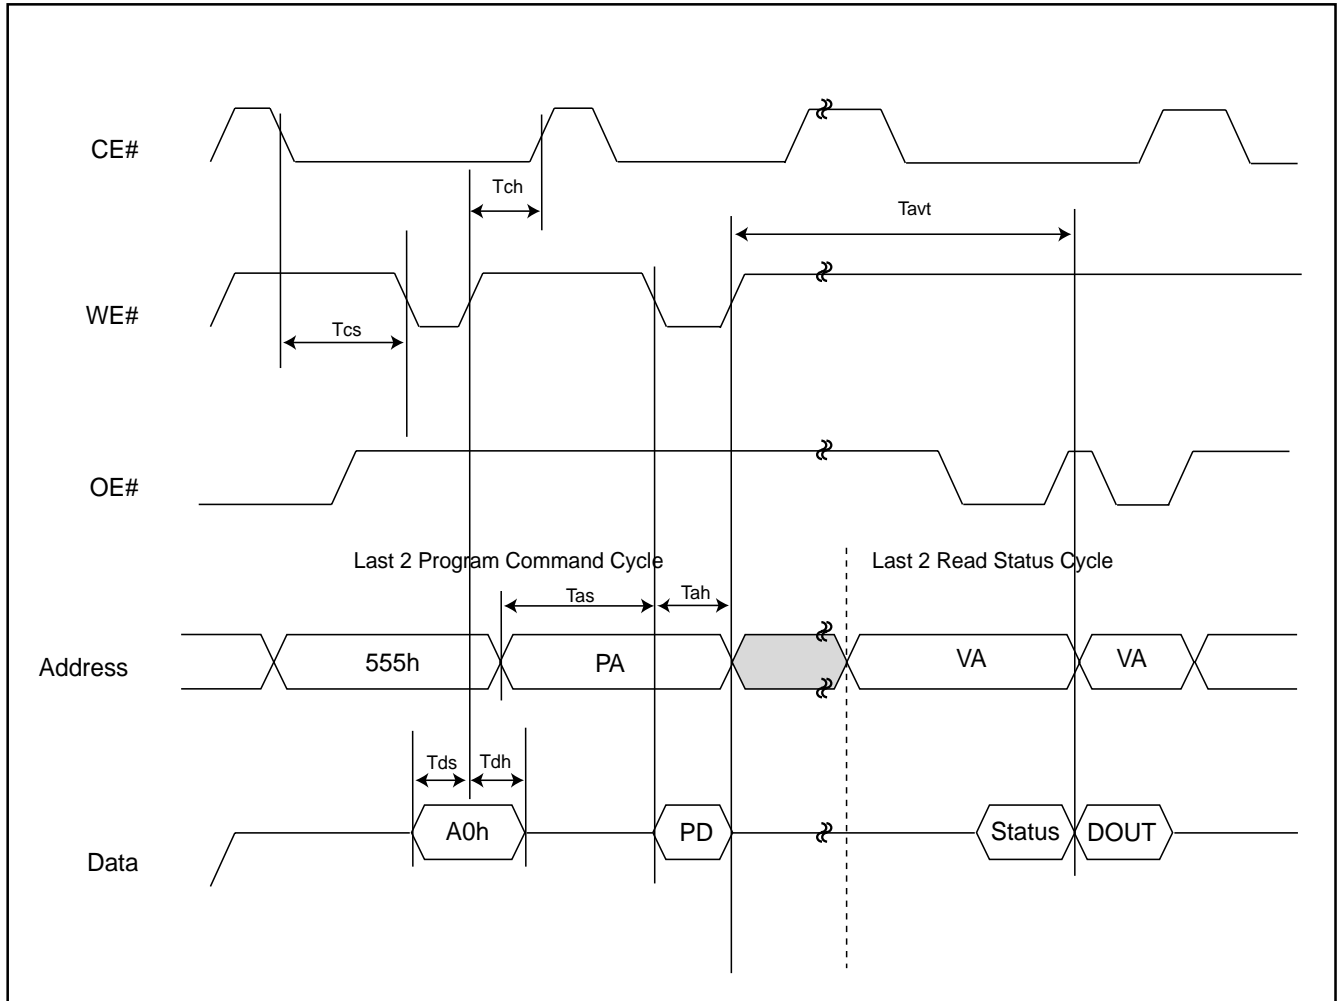 CE#
Tch
Tavt
WE#
Tcs
OE#
Last 2 Program Command Cycle
Last 2 Read Status Cycle
Tas
Tah
Address
555h
PA
VA
VA
Tds
Tdh
Data
A0h
PD
Status
DOUT